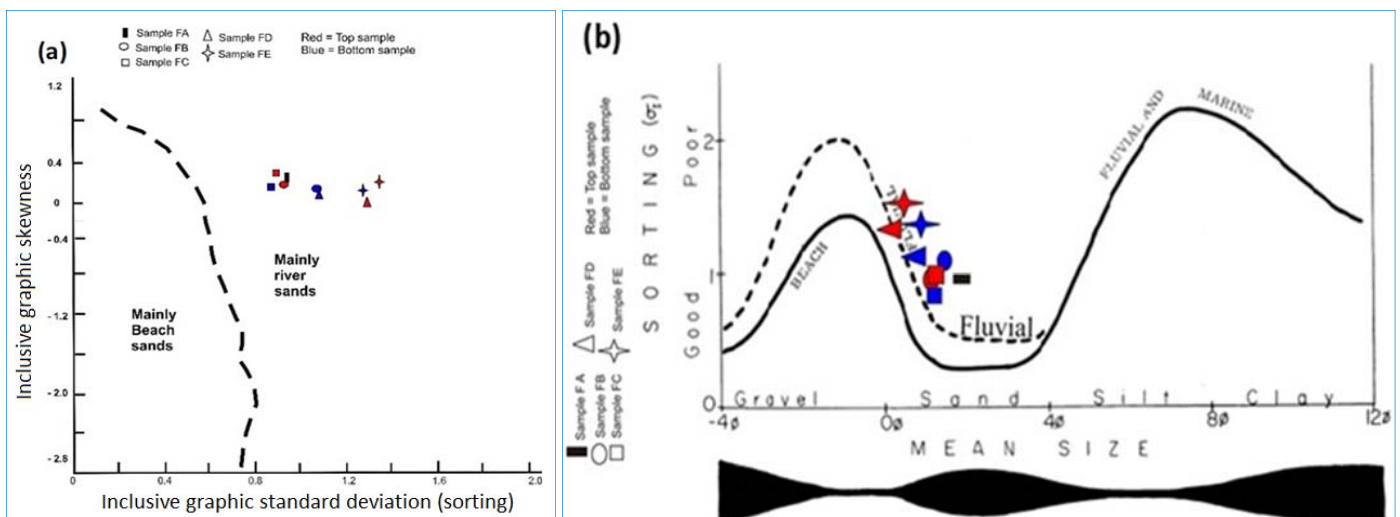 (a)
Sample FA
Sample FB
Sample FC
Sample FD
Sample FE
Red = Top sample
Blue = Bottom sample
Inclusive graphic skewness
1.2
0.4
0
-0.4
-1.2
-2.0
-2.8
Mainly
Beach
sands
Mainly
river
sands
0
0.4
0.8
1.2
1.6
2.0
Inclusive graphic standard deviation (sorting)
(b)
Red = Top sample
Blue = Bottom sample
Sample FD
Sample FE
Sample FA
Sample FB
Sample FC
SORTING (σI)
Poor
Good
2
1
0
BEACH
Fluvial
FLUVIAL AND
MARINE
Gravel
Sand
Silt
Clay
-4ø
0ø
4ø
8ø
12ø
MEAN SIZE